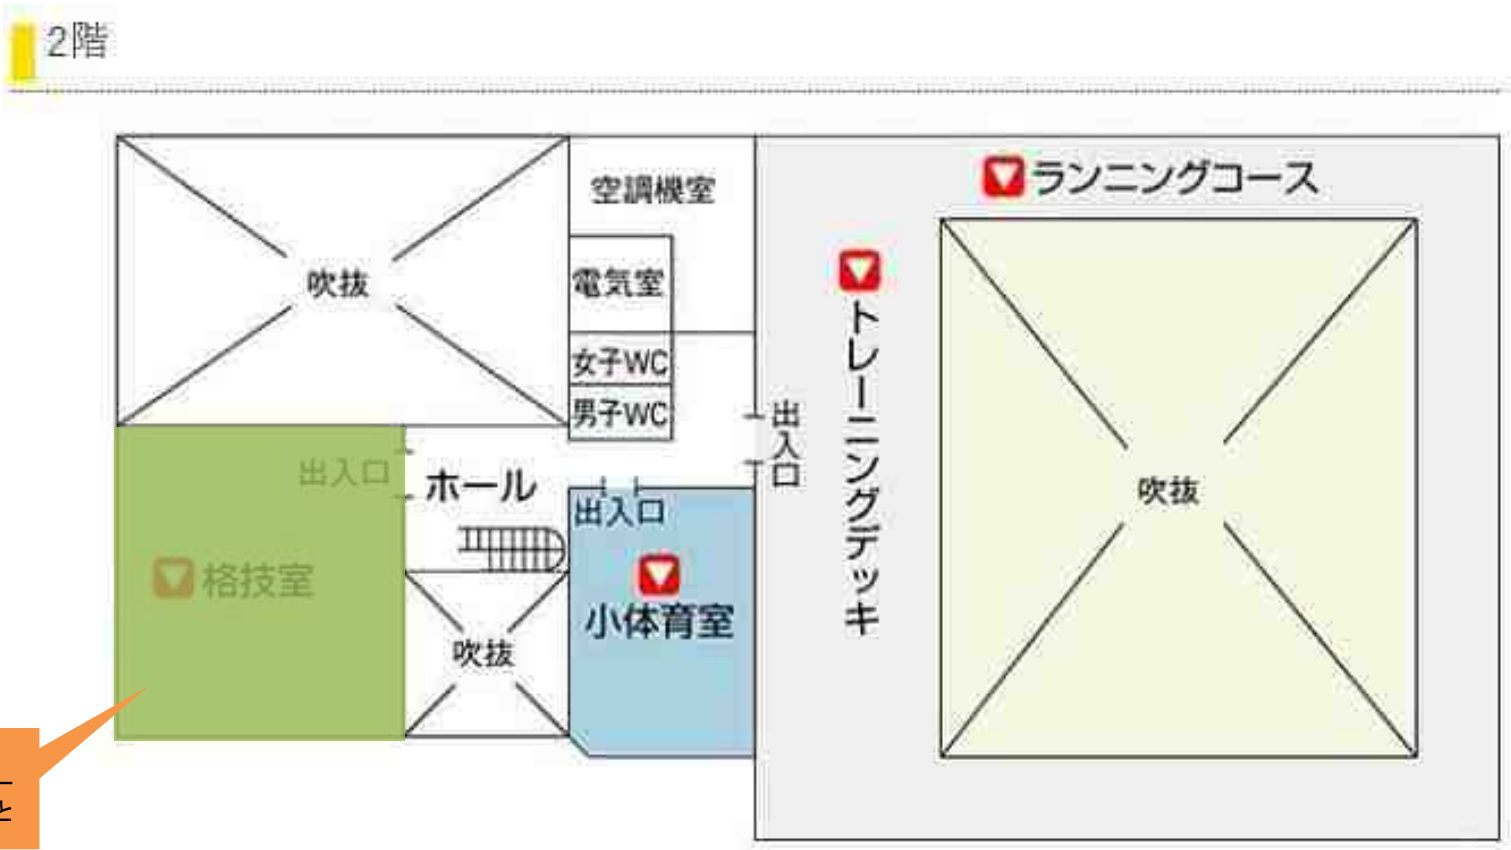 2階
空調機室
ランニングコース
電気室
吹抜
女子WC
男子WC
トレーニングデッキ
出入口
出入口
ホール
出入口
吹抜
格技室
小体育室
吹抜
ー
と